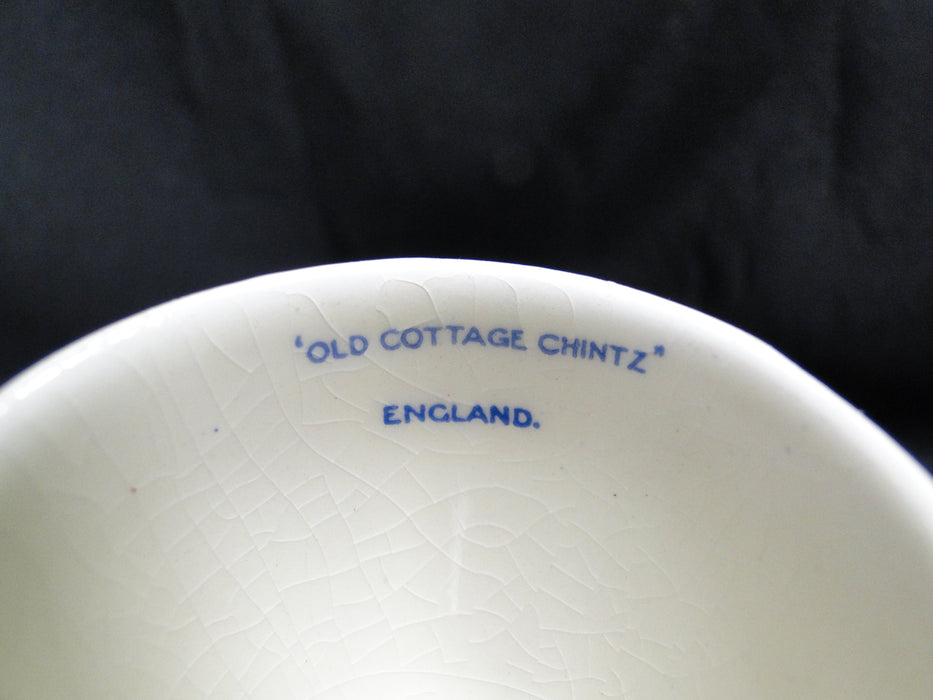 ‘OLD COTTAGE CHINTZ”
ENGLAND.